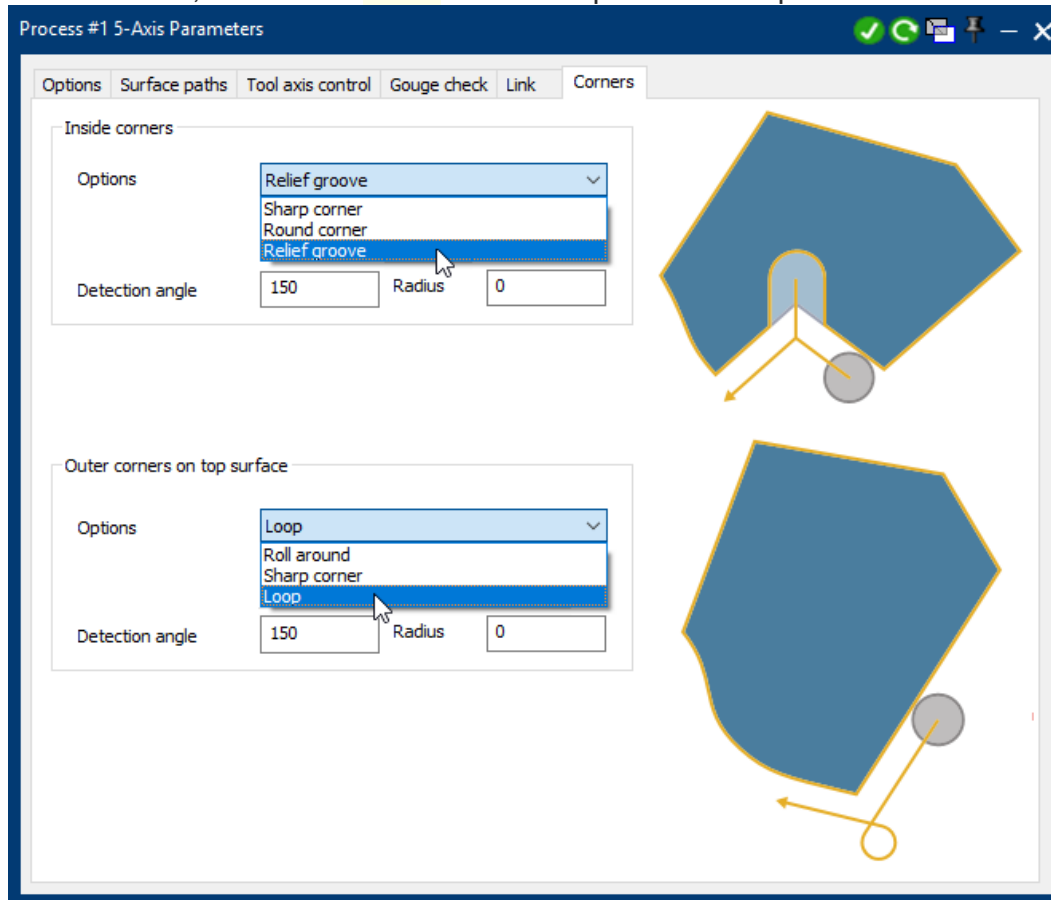 Process #1 5-Axis Parameters
Options Surface paths Tool axis control Gouge check Link Corners
Inside corners
Options Relief groove
Sharp corner
Round corner
Relief groove
Detection angle 150 Radius 0
Outer corners on top surface
Options Loop
Roll around
Sharp corner
Loop
Detection angle 150 Radius 0